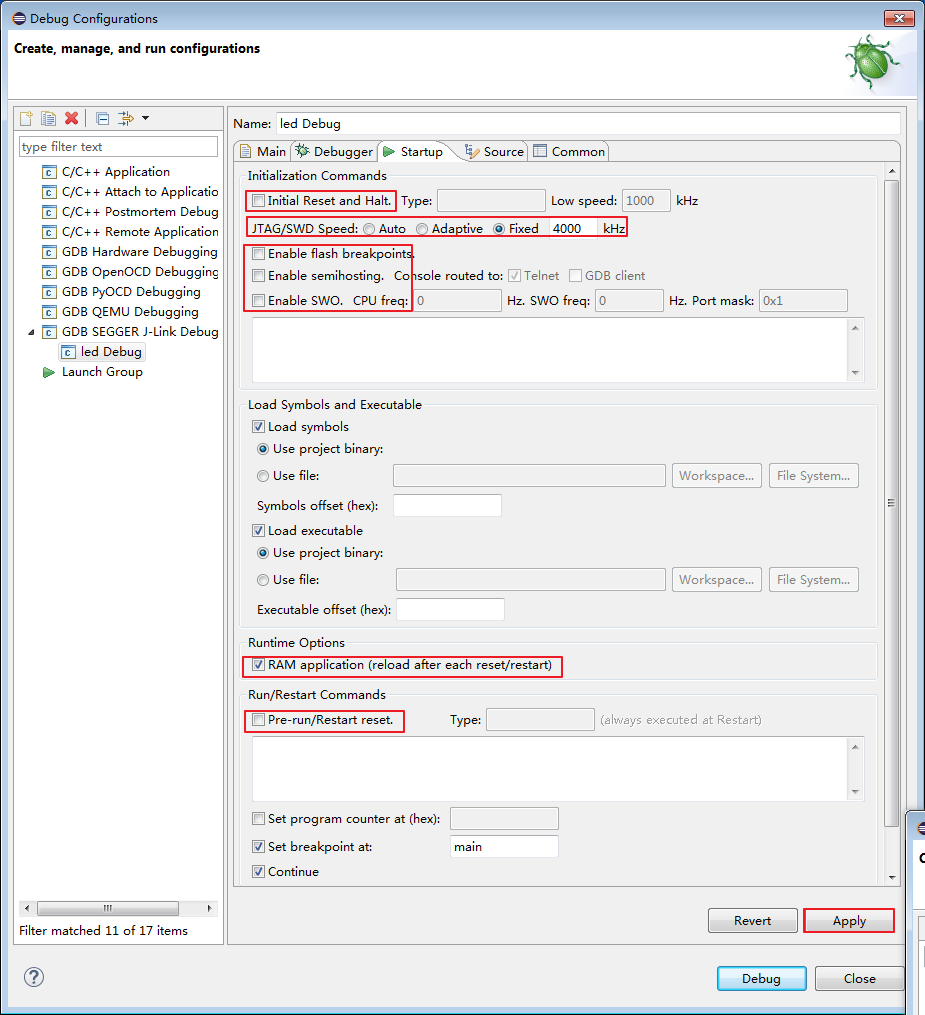 Debug Configurations
Create, manage, and run configurations
type filter text
C/C++ Application
C/C++ Attach to Applicatio
C/C++ Postmortem Debug
C/C++ Remote Application
GDB Hardware Debugging
GDB OpenOCD Debugging
GDB PyOCD Debugging
GDB QEMU Debugging
GDB SEGGER J-Link Debug
led Debug
Launch Group
Filter matched 11 of 17 items
Name: led Debug
Main Debugger Startup Source Common
Initialization Commands
Initial Reset and Halt. Type: Low speed: 1000 kHz
JTAG/SWD Speed: Auto Adaptive Fixed 4000 kHz
Enable flash breakpoints.
Enable semihosting. Console routed to: Telnet GDB client
Enable SWO. CPU freq: 0 Hz. SWO freq: 0 Hz. Port mask: 0x1
Load Symbols and Executable
Load symbols
Use project binary:
Use file: Workspace... File System...
Symbols offset (hex):
Load executable
Use project binary:
Use file: Workspace... File System...
Executable offset (hex):
Runtime Options
RAM application (reload after each reset/restart)
Run/Restart Commands
Pre-run/Restart reset. Type: (always executed at Restart)
Set program counter at (hex):
Set breakpoint at: main
Continue
Revert Apply
Debug Close